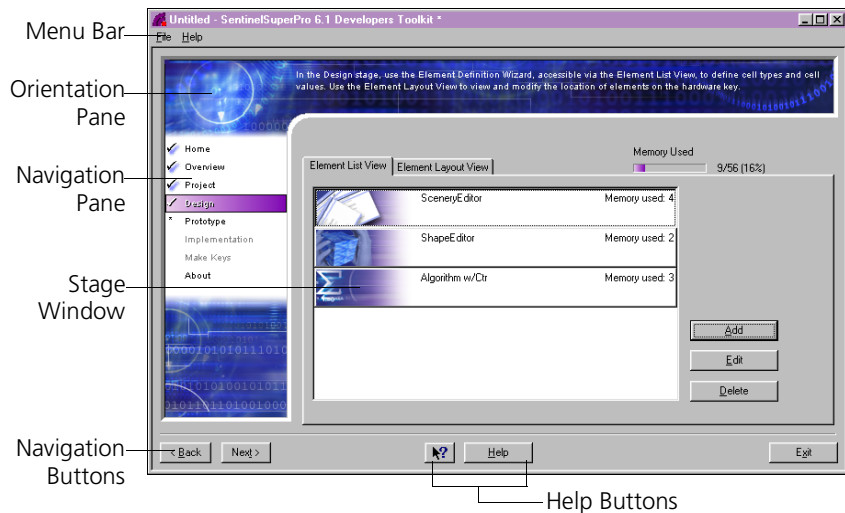 Untitled - SentinelSuperPro 6.1 Developers Toolkit *
Menu Bar
File Help
In the Design stage, use the Element Definition Wizard, accessible via the Element List View, to define cell types and cell
values. Use the Element Layout View to view and modify the location of elements on the hardware key.
Orientation
Pane
Home
Overview
Project
Design
* Prototype
Implementation
Make Keys
About
Navigation
Pane
Memory Used
9/56 (16%)
Element List View
Element Layout View
SceneryEditor Memory used: 4
ShapeEditor Memory used: 2
Algorithm w/Ctr Memory used: 3
Stage
Window
Add
Edit
Delete
Navigation
Buttons
< Back
Next >
?
Help
Exit
Help Buttons